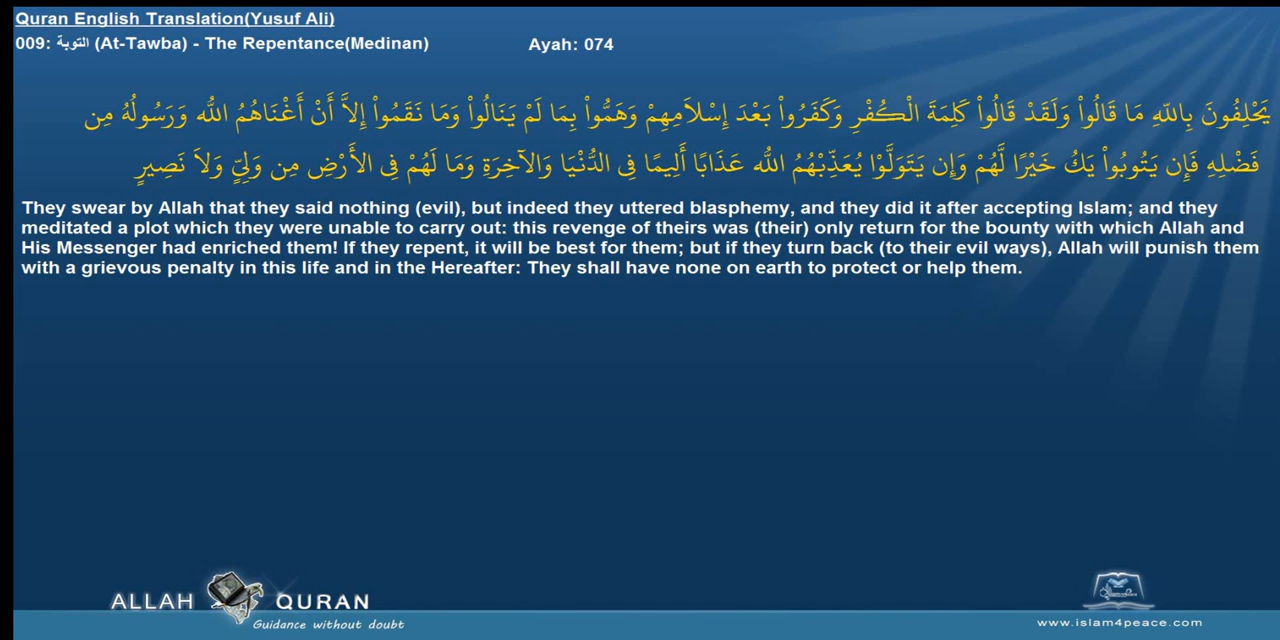 Quran English Translation(Yusuf Ali)
009: التوبة (At-Tawba) - The Repentance(Medinan) Ayah: 074
يَحْلِفُونَ بِاللّهِ مَا قَالُواْ وَلَقَدْ قَالُواْ كَلِمَةَ الْكُفْرِ وَكَفَرُواْ بَعْدَ إِسْلاَمِهِمْ وَهَمُّواْ بِمَا لَمْ يَنَالُواْ وَمَا نَقَمُواْ إِلاَّ أَنْ أَغْنَاهُمُ اللّهُ وَرَسُولُهُ مِن
فَضْلِهِ فَإِن يَتُوبُواْ يَكُ خَيْرًا لَّهُمْ وَإِن يَتَوَلَّوْا يُعَذِّبْهُمُ اللّهُ عَذَابًا أَلِيمًا فِي الدُّنْيَا وَالآخِرَةِ وَمَا لَهُمْ فِي الأَرْضِ مِن وَلِيٍّ وَلاَ نَصِيرٍ
They swear by Allah that they said nothing (evil), but indeed they uttered blasphemy, and they did it after accepting Islam; and they
meditated a plot which they were unable to carry out: this revenge of theirs was (their) only return for the bounty with which Allah and
His Messenger had enriched them! If they repent, it will be best for them; but if they turn back (to their evil ways), Allah will punish them
with a grievous penalty in this life and in the Hereafter: They shall have none on earth to protect or help them.
ALLAH QURAN
Guidance without doubt
www.islam4peace.com